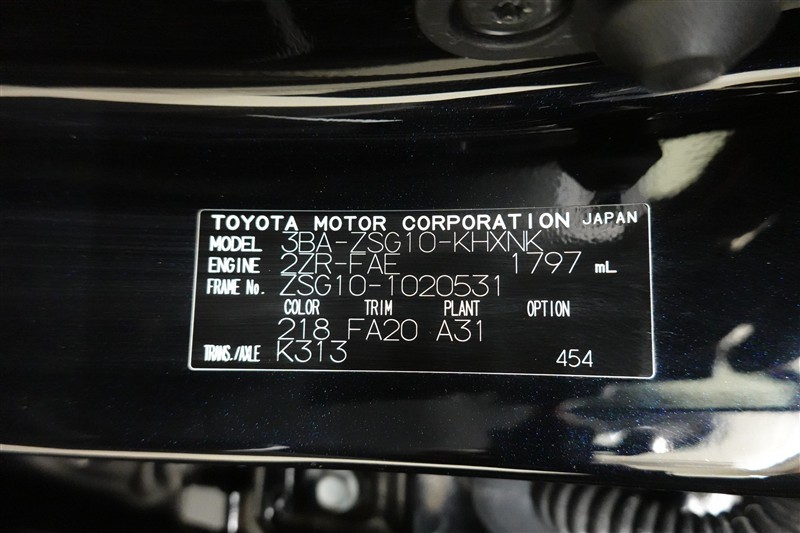 TOYOTA MOTOR CORPORATION JAPAN
MODEL 3BA-ZSG10-KHXNK
ENGINE 2ZR-FAE 1797 mL
FRAME No. ZSG10-1020531
COLOR TRIM PLANT OPTION
218 FA20 A31
TRANS./AXLE K313 454